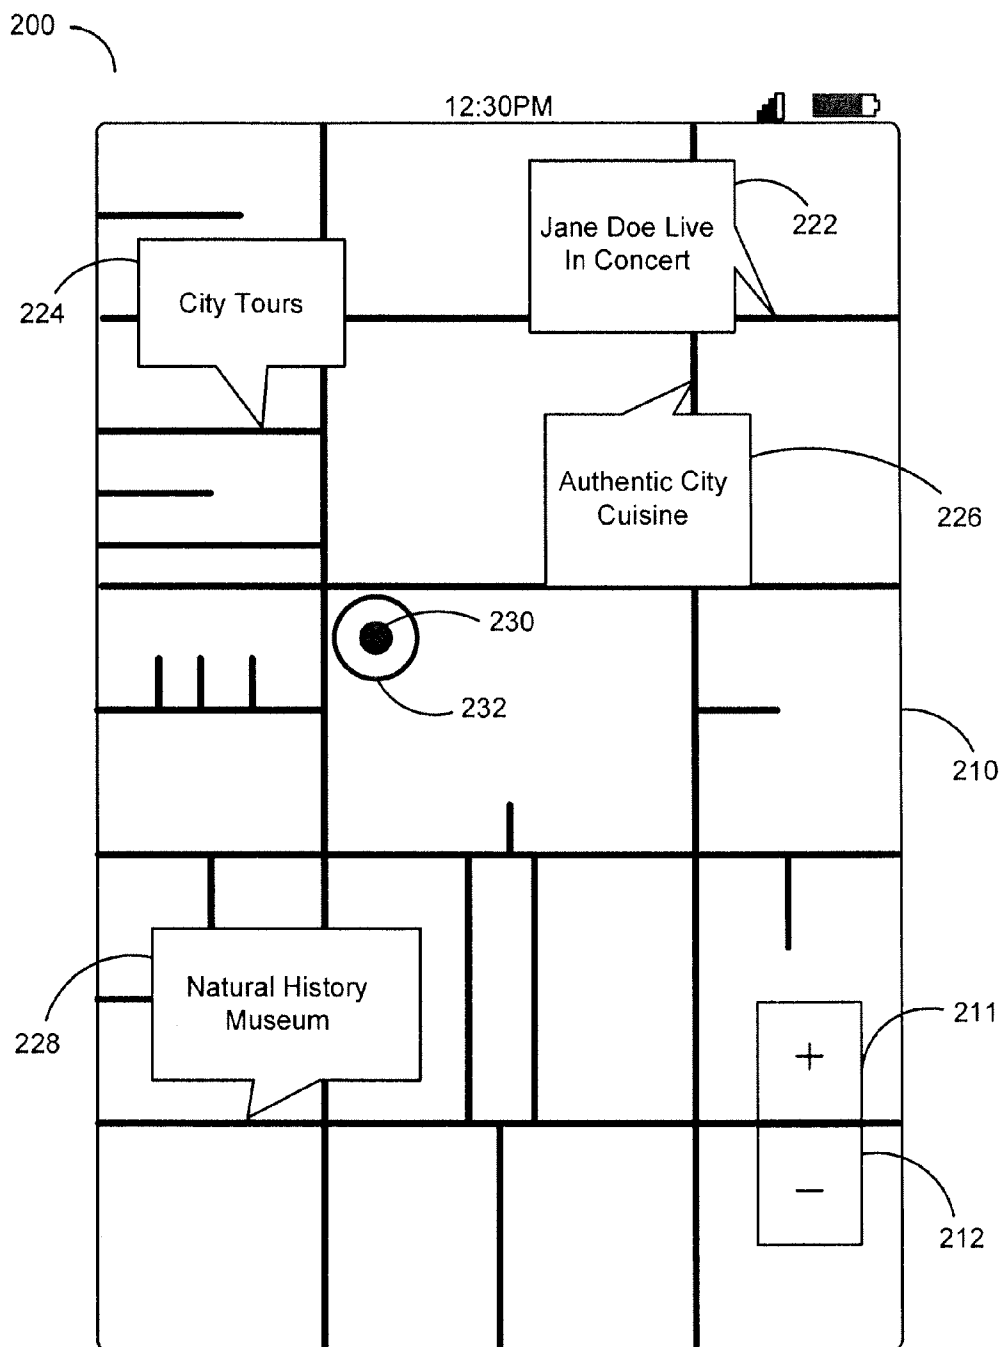 200
12:30PM
Jane Doe Live
In Concert
222
City Tours
224
Authentic City
Cuisine
226
230
232
210
Natural History
Museum
228
211
+
−
212